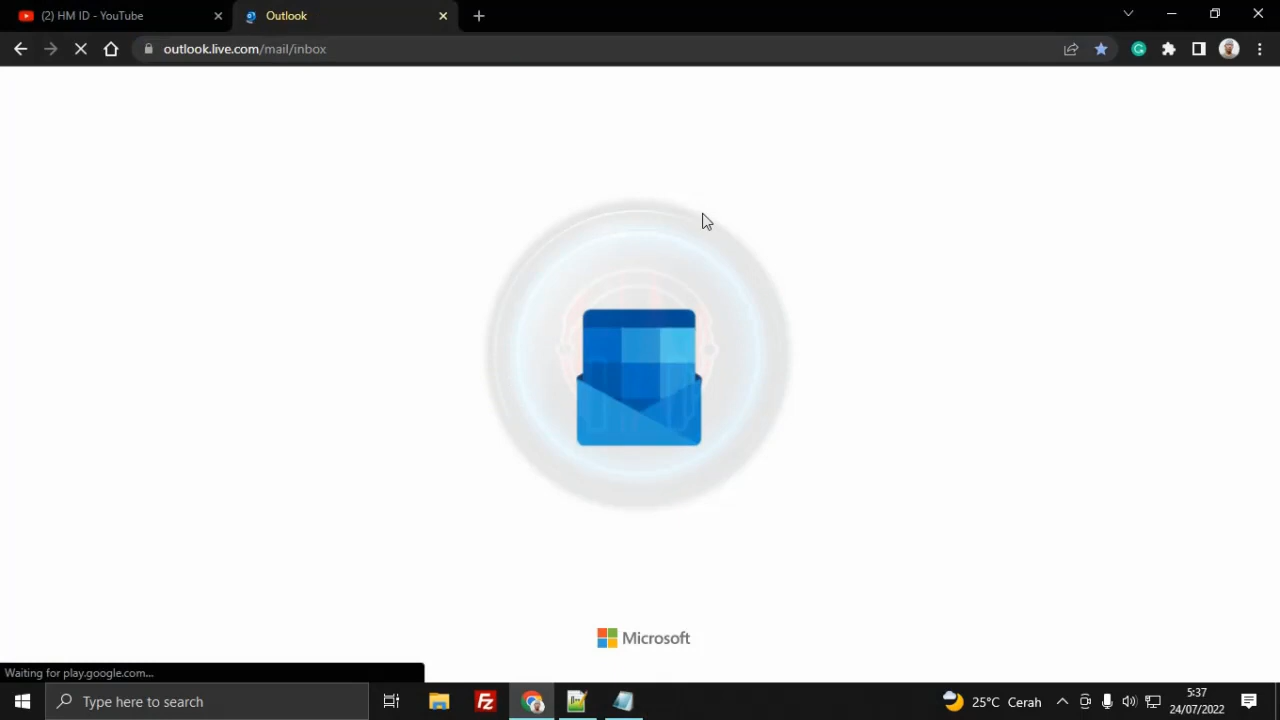 (2) HM ID - YouTube
Outlook
outlook.live.com/mail/inbox
Microsoft
Waiting for play.google.com...
Type here to search
25°C Cerah
5:37
24/07/2022